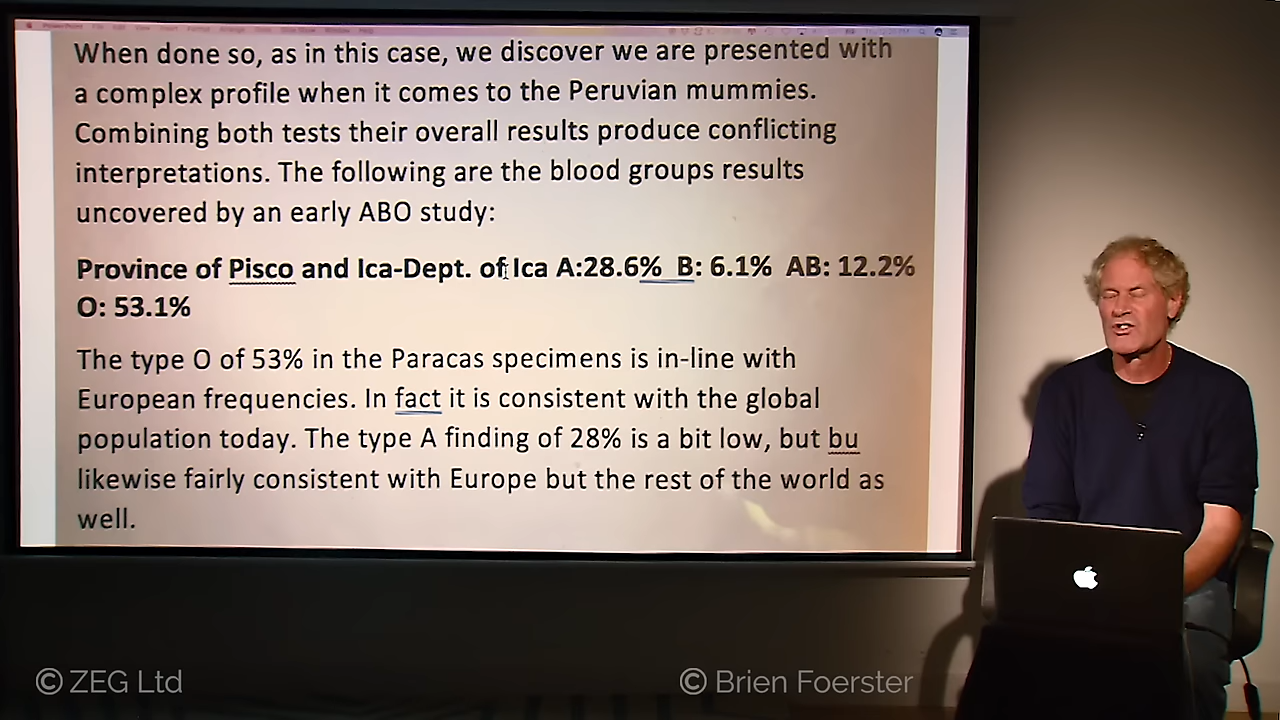 When done so, as in this case, we discover we are presented with
a complex profile when it comes to the Peruvian mummies.
Combining both tests their overall results produce conflicting
interpretations. The following are the blood groups results
uncovered by an early ABO study:
Province of Pisco and Ica-Dept. of Ica A:28.6% B: 6.1% AB: 12.2%
O: 53.1%
The type O of 53% in the Paracas specimens is in-line with
European frequencies. In fact it is consistent with the global
population today. The type A finding of 28% is a bit low, but bu
likewise fairly consistent with Europe but the rest of the world as
well.
© ZEG Ltd
© Brien Foerster